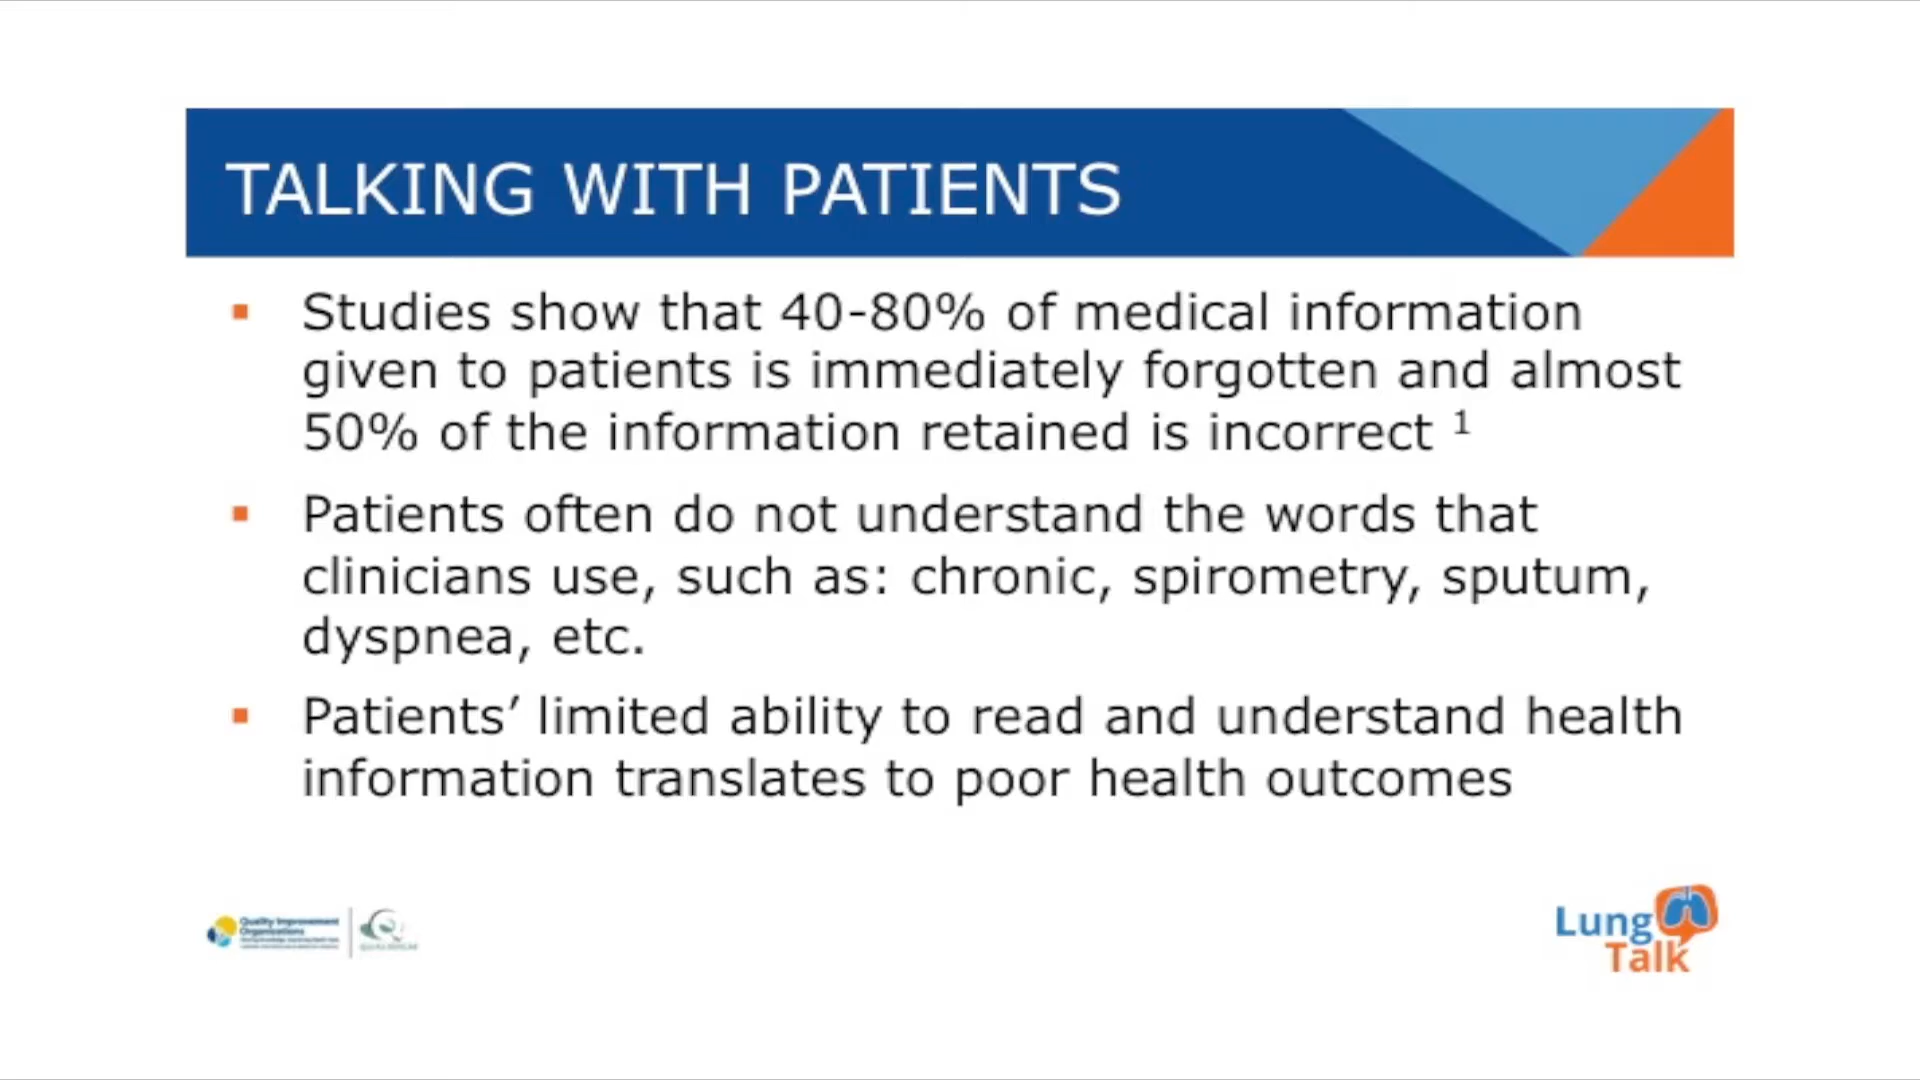 TALKING WITH PATIENTS
▪ Studies show that 40-80% of medical information
given to patients is immediately forgotten and almost
50% of the information retained is incorrect ¹
▪ Patients often do not understand the words that
clinicians use, such as: chronic, spirometry, sputum,
dyspnea, etc.
▪ Patients’ limited ability to read and understand health
information translates to poor health outcomes
Quality Improvement
Organizations
Lung
Talk